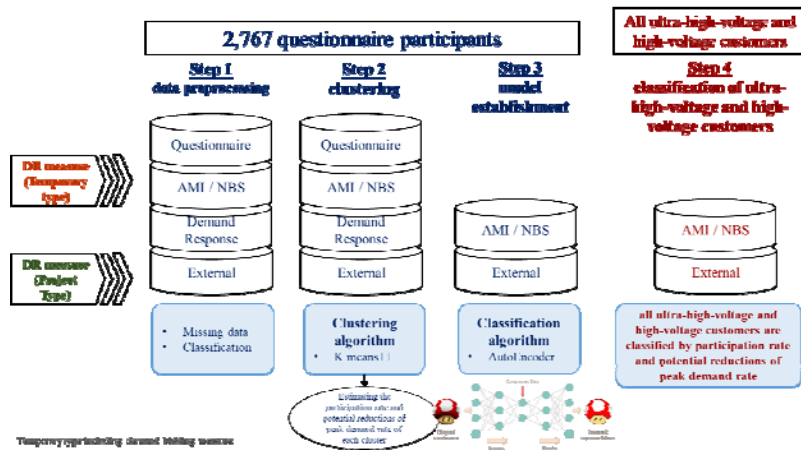 2,767 questionnaire participants
All ultra-high-voltage and
high-voltage customers
Step 1
data preprocessing
Step 2
clustering
Step 3
model
establishment
Step 4
classification of ultra-
high-voltage and high-
voltage customers
DR measure
(Temporary
type)
DR measure
(Project
Type)
Questionnaire
AMI / NBS
Demand
Response
External
Questionnaire
AMI / NBS
Demand
Response
External
AMI / NBS
External
AMI / NBS
External
• Missing data
• Classification
Clustering
algorithm
• K means
Classification
algorithm
• AutoEncoder
all ultra-high-voltage and
high-voltage customers are
classified by participation rate
and potential reductions of
peak demand rate
Estimating the
participation rate and
potential reductions of
peak demand rate of
each cluster
Temporary type including demand bidding measure